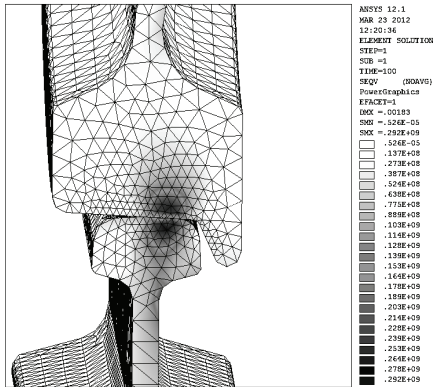 ANSYS 12.1
MAR 23 2012
12:20:36
ELEMENT SOLUTION
STEP=1
SUB =1
TIME=100
SEQV (NOAVG)
PowerGraphics
EFACET=1
DMX =.00183
SMN =.526E-05
SMX =.292E+09
.526E-05
.137E+08
.273E+08
.387E+08
.524E+08
.638E+08
.775E+08
.889E+08
.103E+09
.114E+09
.128E+09
.139E+09
.153E+09
.164E+09
.178E+09
.189E+09
.203E+09
.214E+09
.228E+09
.239E+09
.253E+09
.264E+09
.278E+09
.292E+09